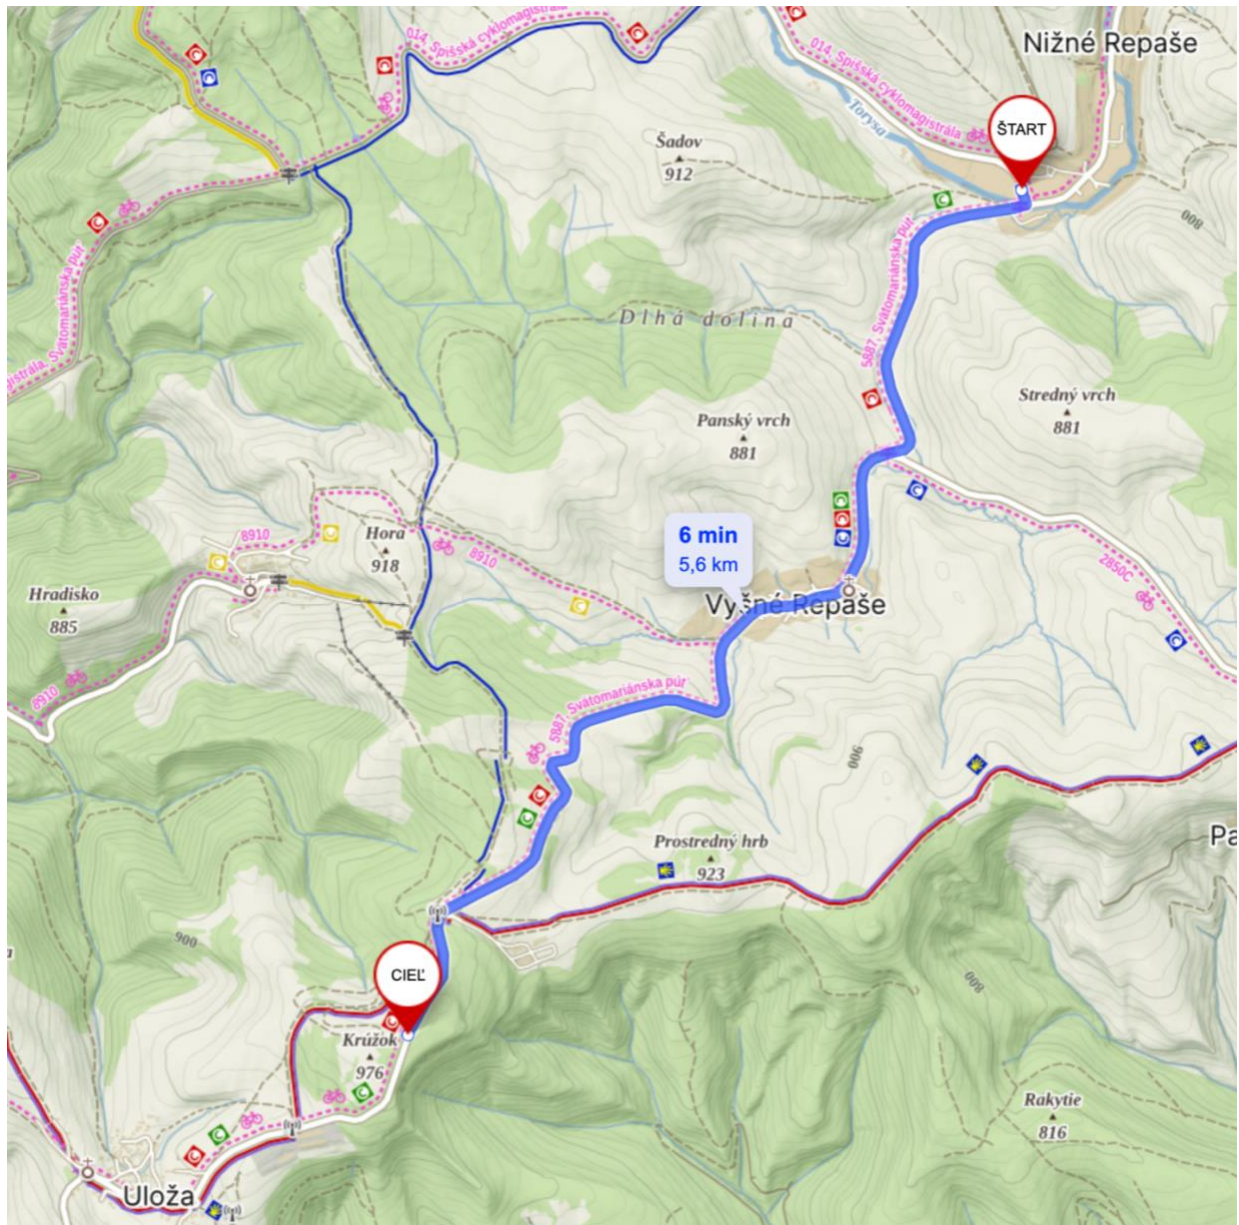 014, Spišská cyklomagistrála
Nižné Repaše
014, Spišská cyklomagistrála
Torysa
ŠTART
Šadov
912
800
5887, Svätomariánska púť
Svätomariánska púť
Dlhá dolina
Stredný vrch
881
Panský vrch
881
8910
Hora
918
8910
6 min
5,6 km
2850C
Hradisko
885
Vyšné Repaše
8910
5887, Svätomariánska púť
900
Prostredný hrb
923
Pa
900
CIEĽ
800
Krúžok
976
Rakytie
816
Uloža